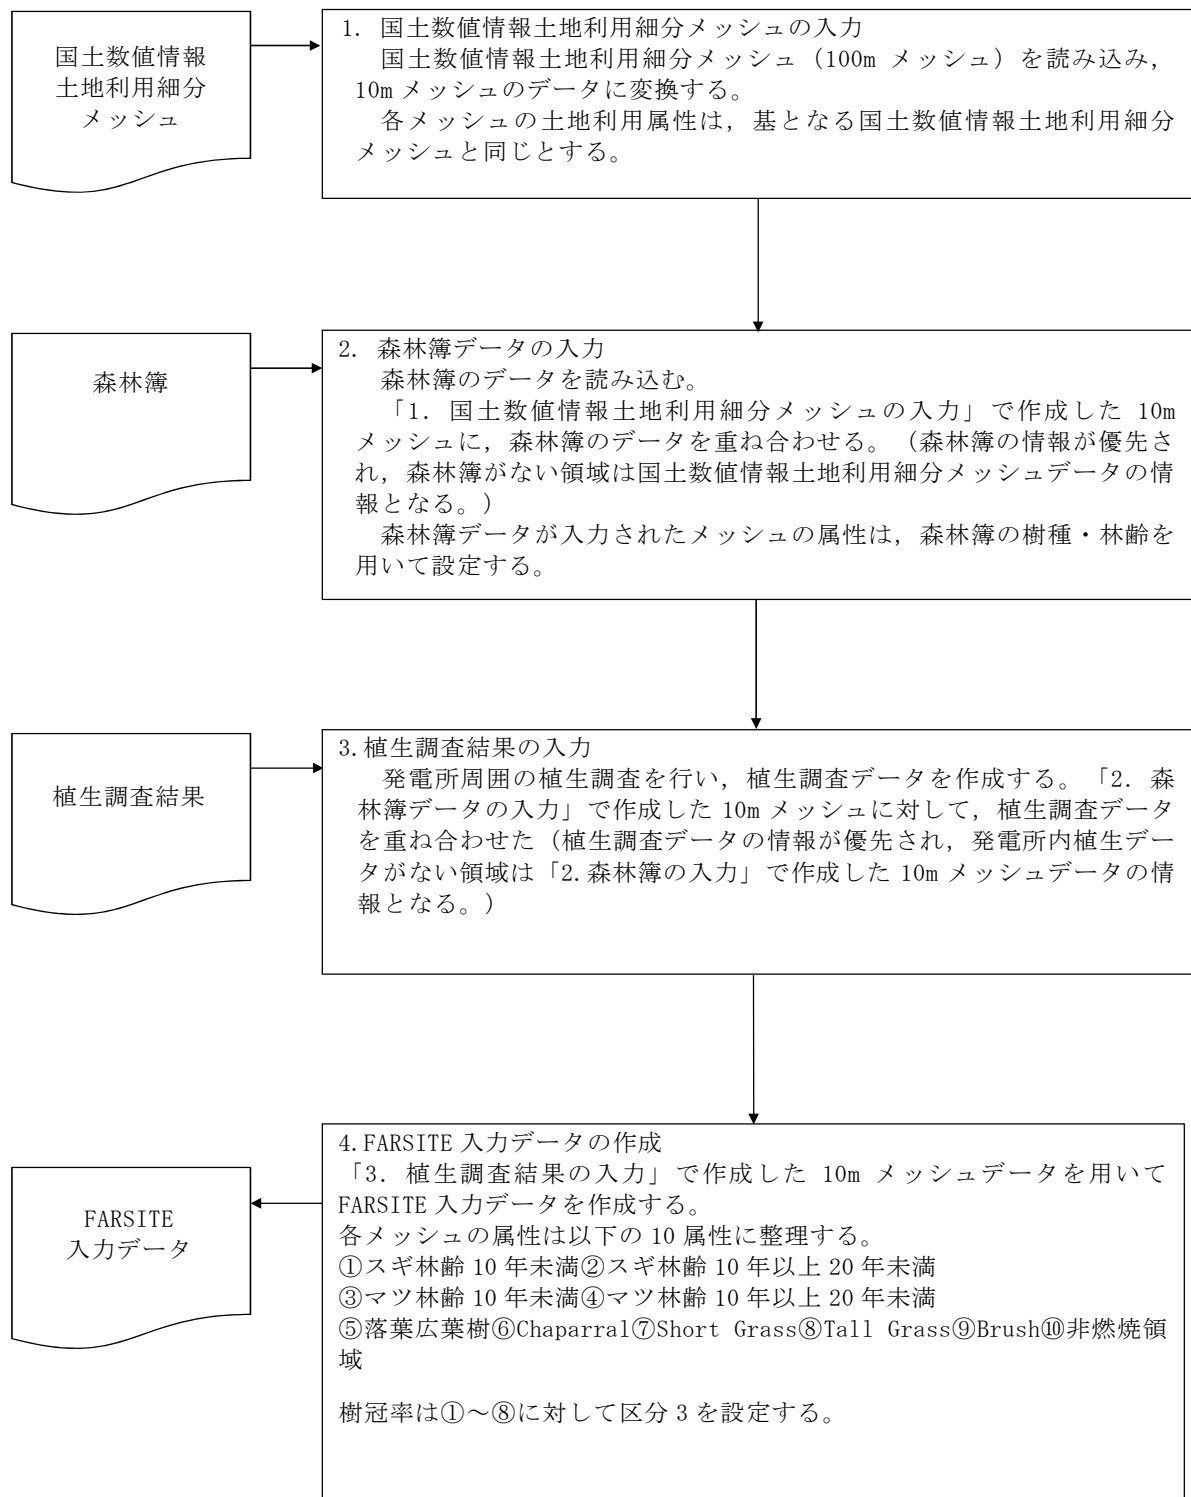 国土数値情報
土地利用細分
メッシュ
1. 国土数値情報土地利用細分メッシュの入力
国土数値情報土地利用細分メッシュ（100m メッシュ）を読み込み，
10m メッシュのデータに変換する。
各メッシュの土地利用属性は，基となる国土数値情報土地利用細分
メッシュと同じとする。
森林簿
2. 森林簿データの入力
森林簿のデータを読み込む。
「1. 国土数値情報土地利用細分メッシュの入力」で作成した 10m
メッシュに，森林簿のデータを重ね合わせる。（森林簿の情報が優先さ
れ，森林簿がない領域は国土数値情報土地利用細分メッシュデータの情
報となる。）
森林簿データが入力されたメッシュの属性は，森林簿の樹種・林齢を
用いて設定する。
植生調査結果
3.植生調査結果の入力
発電所周囲の植生調査を行い，植生調査データを作成する。「2. 森
林簿データの入力」で作成した 10m メッシュに対して，植生調査データ
を重ね合わせた（植生調査データの情報が優先され，発電所内植生デー
タがない領域は「2.森林簿の入力」で作成した 10m メッシュデータの情
報となる。）
FARSITE
入力データ
4.FARSITE 入力データの作成
「3. 植生調査結果の入力」で作成した 10m メッシュデータを用いて
FARSITE 入力データを作成する。
各メッシュの属性は以下の 10 属性に整理する。
①スギ林齢 10 年未満②スギ林齢 10 年以上 20 年未満
③マツ林齢 10 年未満④マツ林齢 10 年以上 20 年未満
⑤落葉広葉樹⑥Chaparral⑦Short Grass⑧Tall Grass⑨Brush⑩非燃焼領
域
樹冠率は①～⑧に対して区分 3 を設定する。